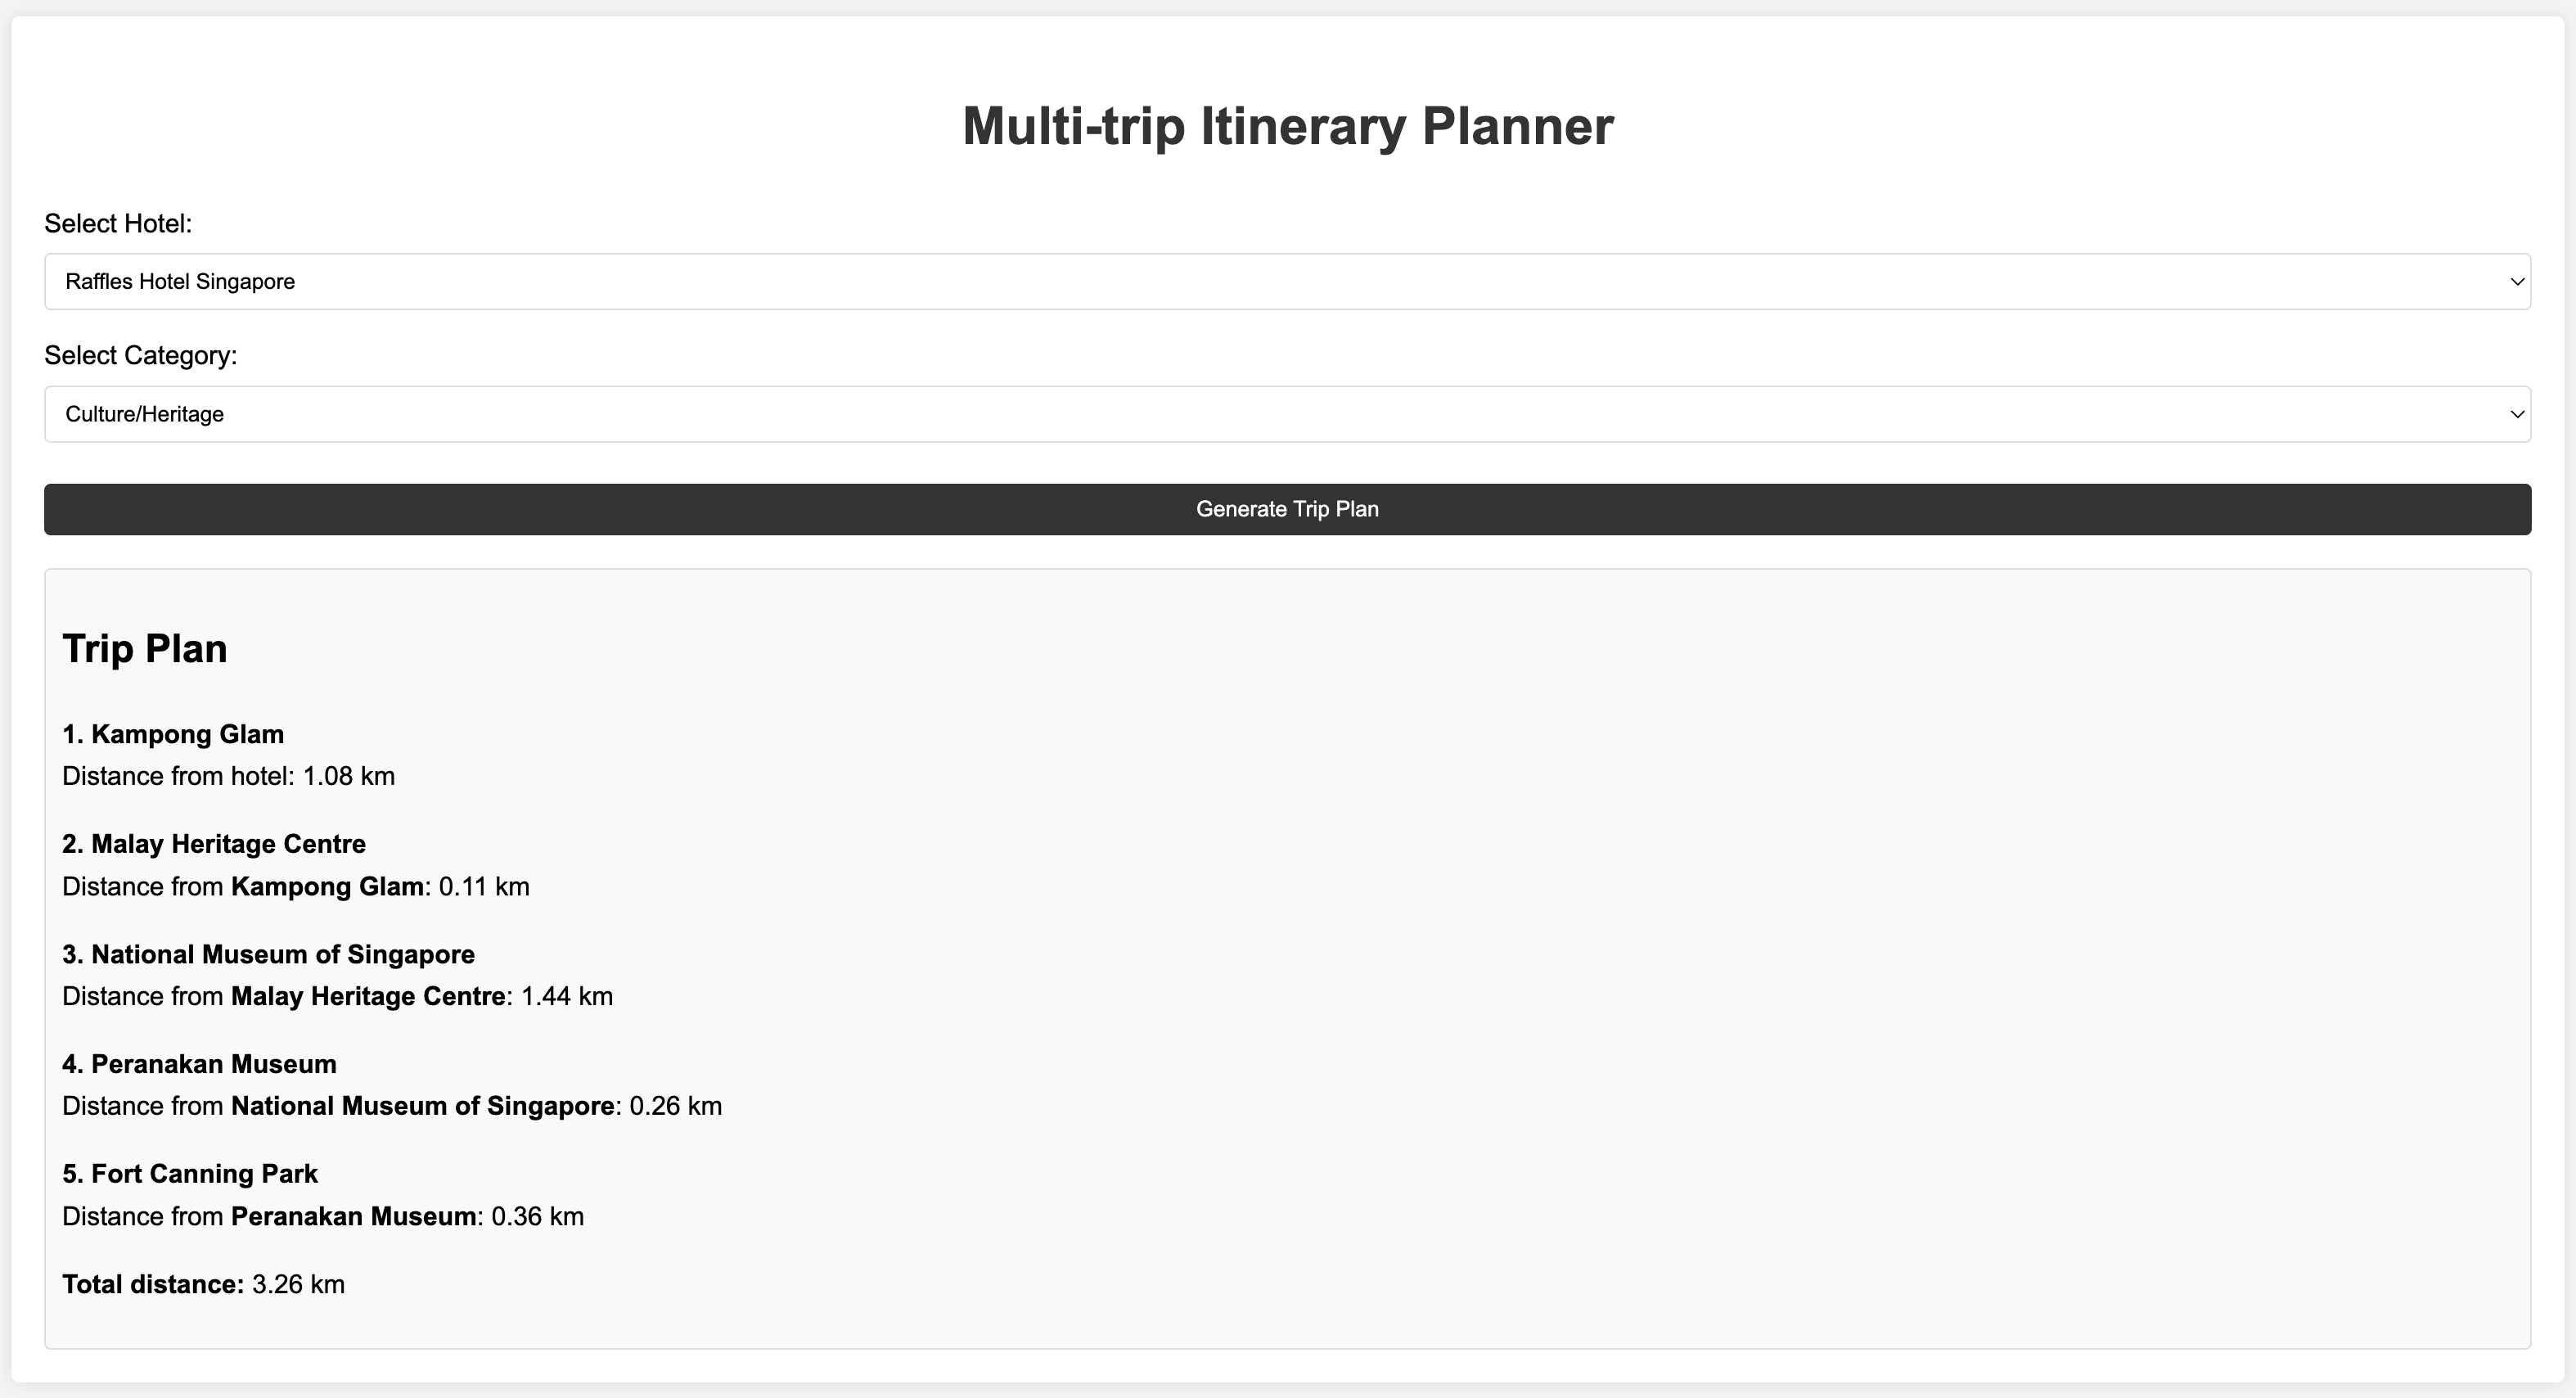 Multi-trip Itinerary Planner
Select Hotel:
Raffles Hotel Singapore
Select Category:
Culture/Heritage
Generate Trip Plan
Trip Plan
1. Kampong Glam
Distance from hotel: 1.08 km
2. Malay Heritage Centre
Distance from Kampong Glam: 0.11 km
3. National Museum of Singapore
Distance from Malay Heritage Centre: 1.44 km
4. Peranakan Museum
Distance from National Museum of Singapore: 0.26 km
5. Fort Canning Park
Distance from Peranakan Museum: 0.36 km
Total distance: 3.26 km